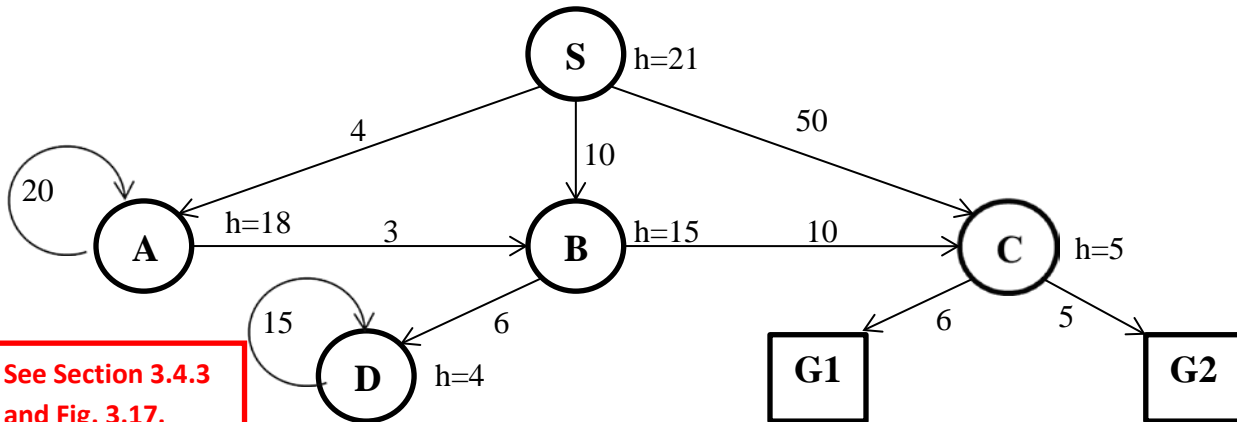 S h=21
4 50
10
20
A h=18 3 B h=15 10 C h=5
15 6 6 5
D h=4 G1 G2
See Section 3.4.3
and Fig. 3.17.